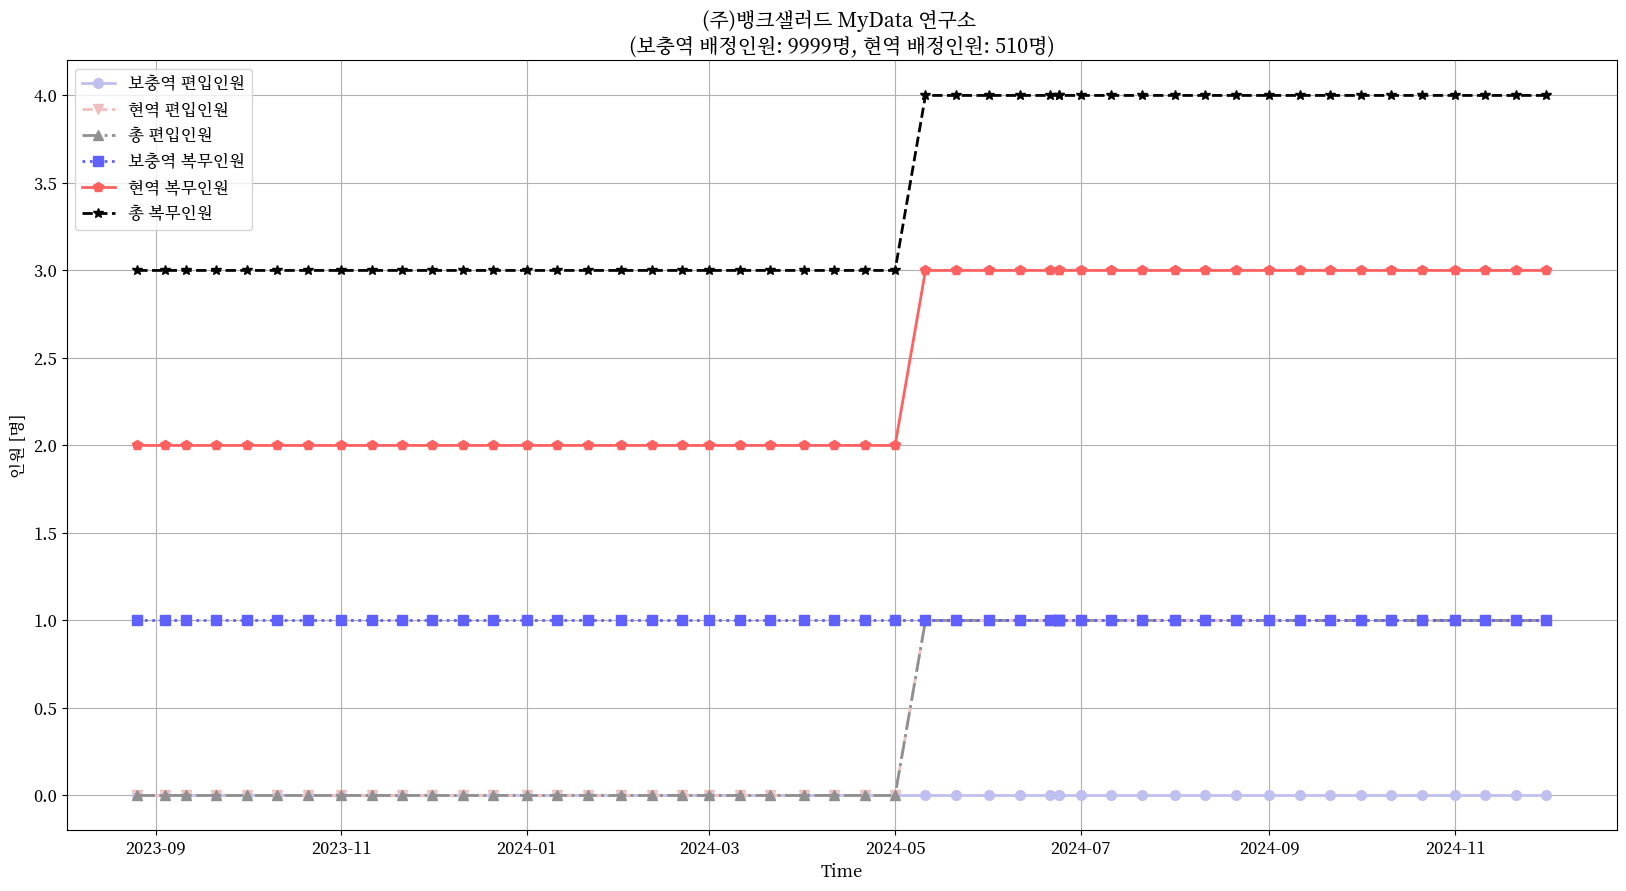 (주)뱅크샐러드 MyData 연구소
(보충역 배정인원: 9999명, 현역 배정인원: 510명)
보충역 편입인원
현역 편입인원
총 편입인원
보충역 복무인원
현역 복무인원
총 복무인원
4.0
3.5
3.0
2.5
2.0
1.5
1.0
0.5
0.0
인원 [명]
2023-09 2023-11 2024-01 2024-03 2024-05 2024-07 2024-09 2024-11
Time